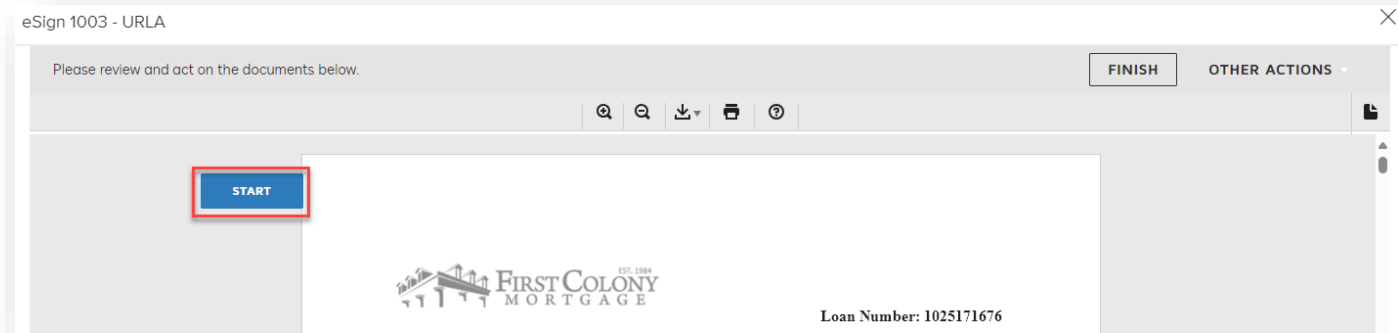 eSign 1003 - URLA
Please review and act on the documents below.
FINISH
OTHER ACTIONS
START
EST. 1984
FIRST COLONY
MORTGAGE
Loan Number: 1025171676